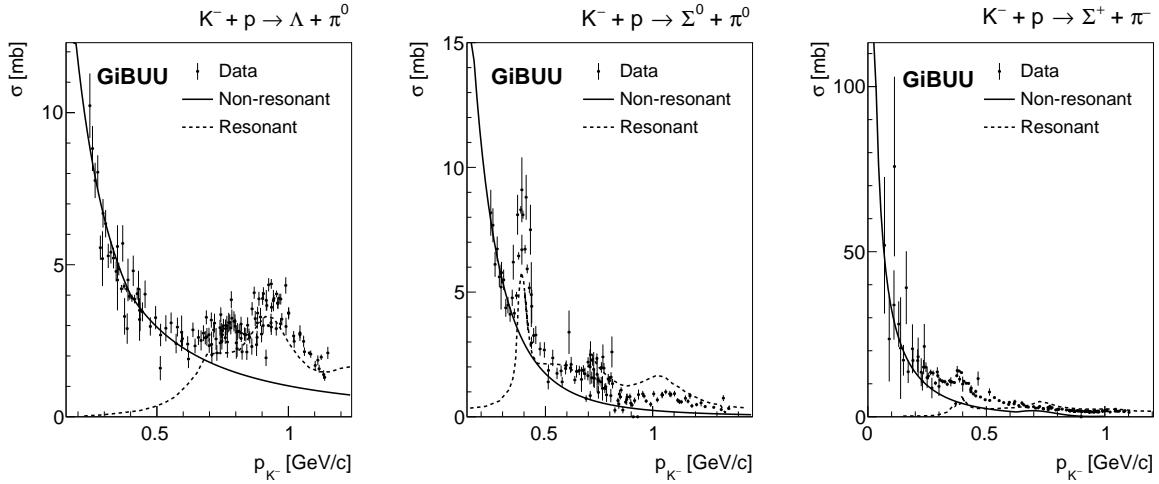 K⁻ + p → Λ + π⁰
σ [mb]
GiBUU
Data
Non-resonant
Resonant
10
5
0
0.5
1
p_K⁻ [GeV/c]
K⁻ + p → Σ⁰ + π⁰
σ [mb]
15
GiBUU
Data
Non-resonant
Resonant
10
5
0
0.5
1
p_K⁻ [GeV/c]
K⁻ + p → Σ⁺ + π⁻
σ [mb]
100
GiBUU
Data
Non-resonant
Resonant
50
0
0
0.5
1
p_K⁻ [GeV/c]